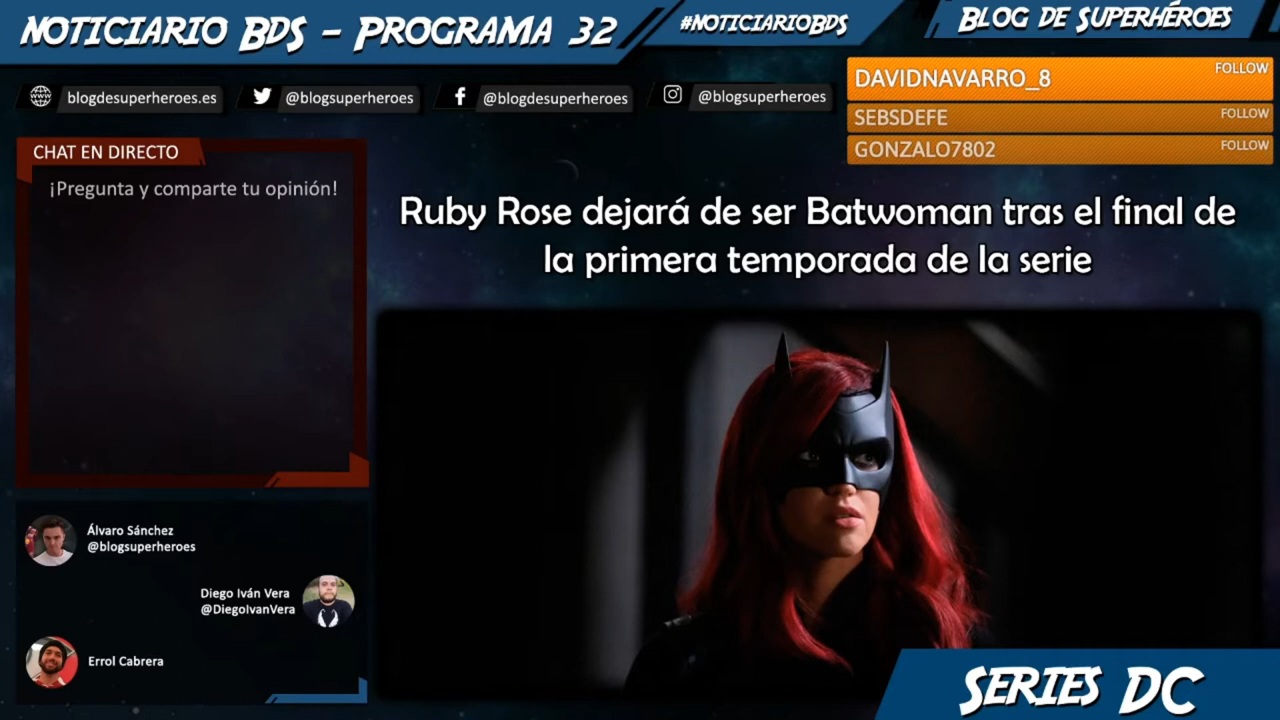 NOTICIARIO BDS - PROGRAMA 32
#NOTICIARIOBDS
BLOG DE SUPERHÉROES
blogdesuperheroes.es
@blogsuperheroes
@blogdesuperheroes
@blogsuperheroes
DAVIDNAVARRO_8 FOLLOW
SEBSDEFE FOLLOW
GONZALO7802 FOLLOW
CHAT EN DIRECTO
¡Pregunta y comparte tu opinión!
Ruby Rose dejará de ser Batwoman tras el final de
la primera temporada de la serie
Álvaro Sánchez
@blogsuperheroes
Diego Iván Vera
@DiegoIvanVera
Errol Cabrera
SERIES DC